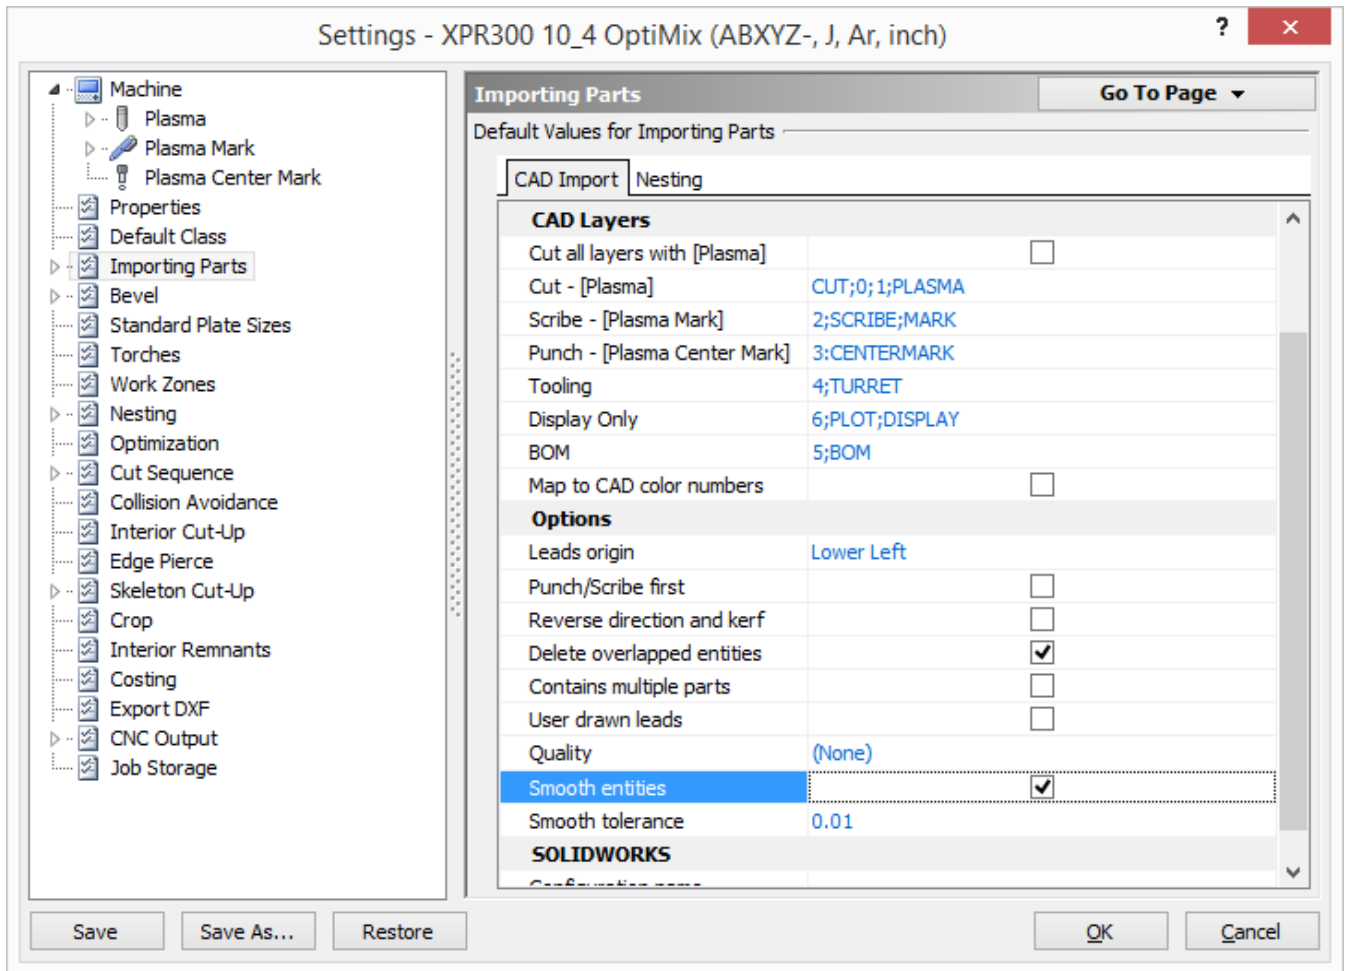 Settings - XPR300 10_4 OptiMix (ABXYZ-, J, Ar, inch)
?
Machine
Plasma
Plasma Mark
Plasma Center Mark
Properties
Default Class
Importing Parts
Bevel
Standard Plate Sizes
Torches
Work Zones
Nesting
Optimization
Cut Sequence
Collision Avoidance
Interior Cut-Up
Edge Pierce
Skeleton Cut-Up
Crop
Interior Remnants
Costing
Export DXF
CNC Output
Job Storage
Importing Parts
Go To Page
Default Values for Importing Parts
CAD Import Nesting
CAD Layers
Cut all layers with [Plasma]
Cut - [Plasma] CUT;0;1;PLASMA
Scribe - [Plasma Mark] 2;SCRIBE;MARK
Punch - [Plasma Center Mark] 3:CENTERMARK
Tooling 4;TURRET
Display Only 6;PLOT;DISPLAY
BOM 5;BOM
Map to CAD color numbers
Options
Leads origin Lower Left
Punch/Scribe first
Reverse direction and kerf
Delete overlapped entities
Contains multiple parts
User drawn leads
Quality (None)
Smooth entities
Smooth tolerance 0.01
SOLIDWORKS
Configuration name
Save Save As... Restore OK Cancel